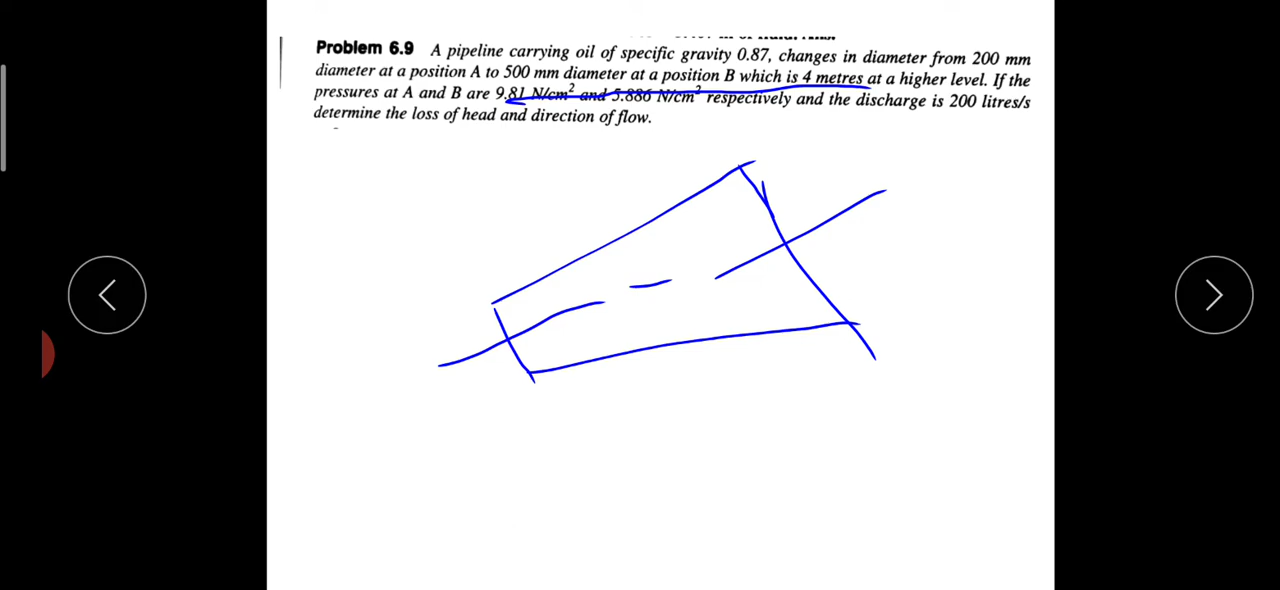 Problem 6.9 A pipeline carrying oil of specific gravity 0.87, changes in diameter from 200 mm
diameter at a position A to 500 mm diameter at a position B which is 4 metres at a higher level. If the
pressures at A and B are 9.81 N/cm² and 5.886 N/cm² respectively and the discharge is 200 litres/s
determine the loss of head and direction of flow.